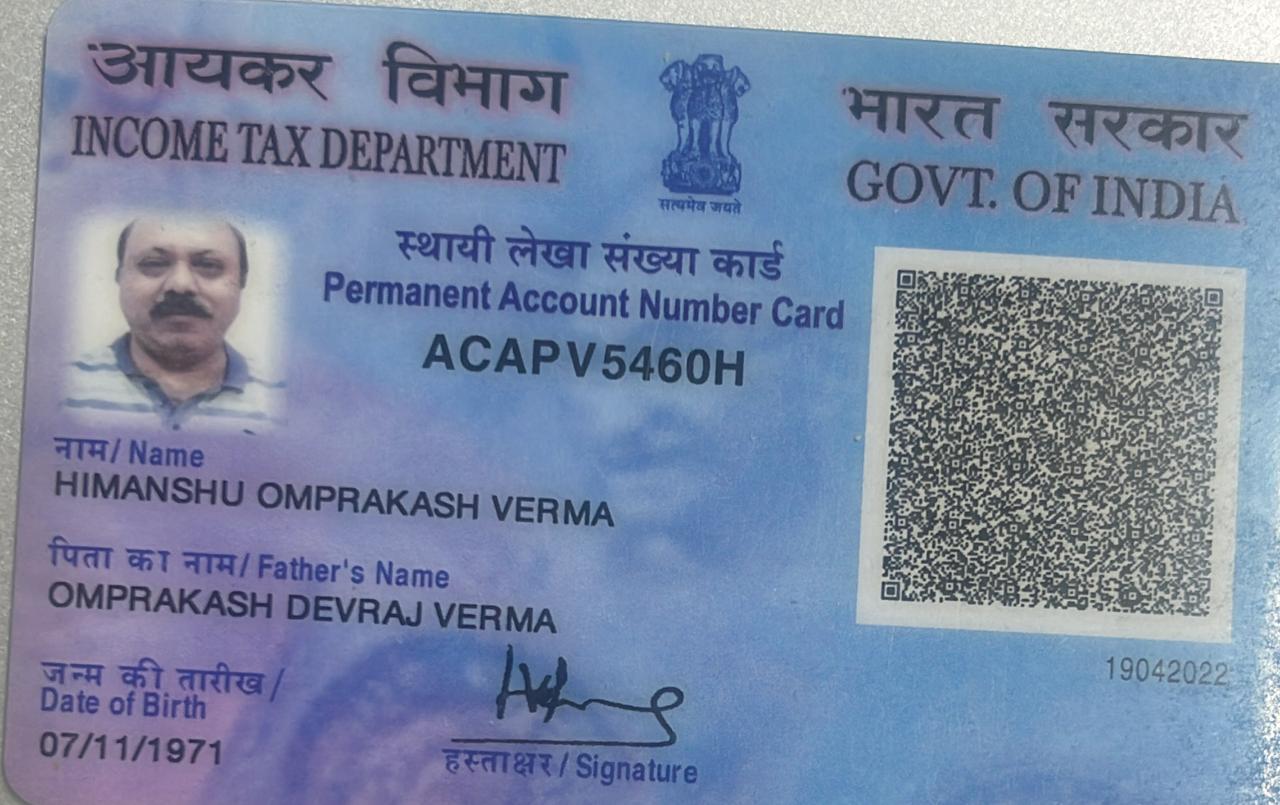 आयकर विभाग
INCOME TAX DEPARTMENT
सत्यमेव जयते
भारत सरकार
GOVT. OF INDIA
स्थायी लेखा संख्या कार्ड
Permanent Account Number Card
ACAPV5460H
नाम/ Name
HIMANSHU OMPRAKASH VERMA
पिता का नाम/ Father's Name
OMPRAKASH DEVRAJ VERMA
जन्म की तारीख/
Date of Birth
07/11/1971
हस्ताक्षर/ Signature
19042022